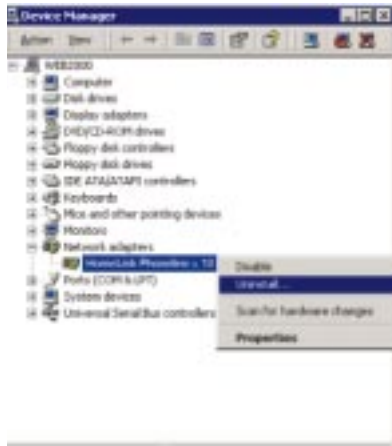 Device Manager
Action View
WEB2000
Computer
Disk drives
Display adapters
DVD/CD-ROM drives
Floppy disk controllers
Floppy disk drives
IDE ATA/ATAPI controllers
Keyboards
Mice and other pointing devices
Monitors
Network adapters
HomeLink Phoneline + 10
Disable
Uninstall...
Scan for hardware changes
Properties
Ports (COM & LPT)
System devices
Universal Serial Bus controllers